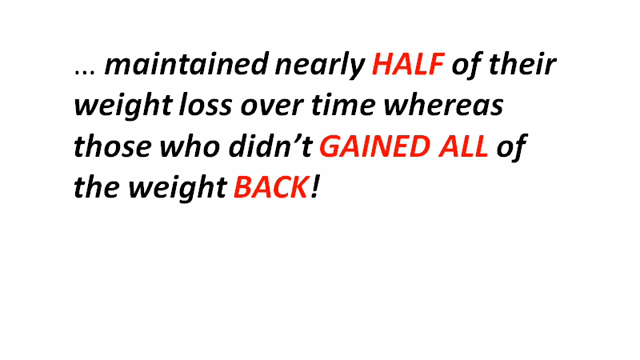 ... maintained nearly HALF of their
weight loss over time whereas
those who didn’t GAINED ALL of
the weight BACK!